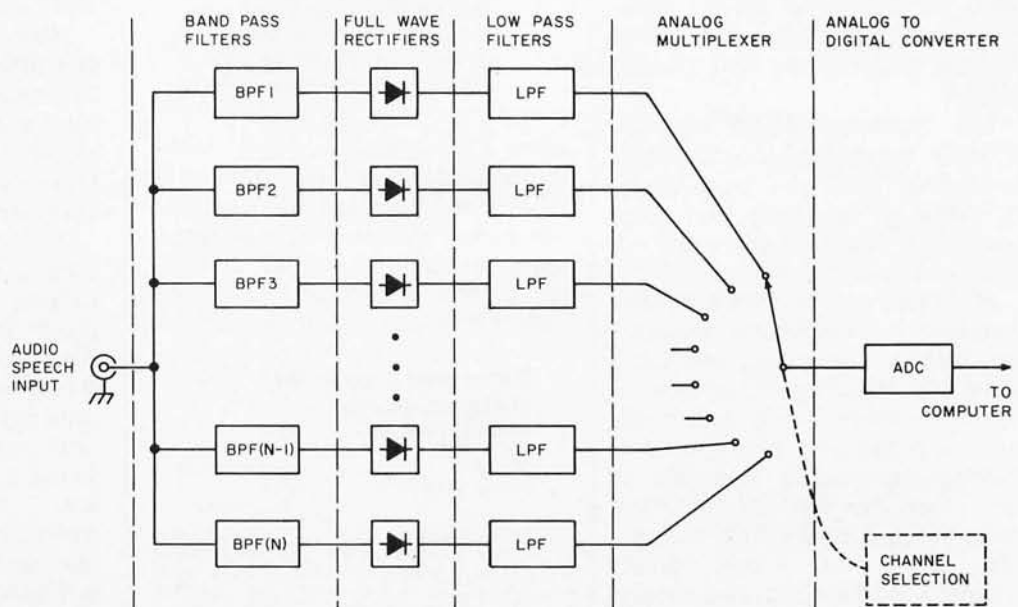 BAND PASS
FILTERS
FULL WAVE
RECTIFIERS
LOW PASS
FILTERS
ANALOG
MULTIPLEXER
ANALOG TO
DIGITAL CONVERTER
BPF1
LPF
BPF2
LPF
BPF3
LPF
AUDIO
SPEECH
INPUT
ADC
TO
COMPUTER
BPF(N-1)
LPF
BPF(N)
LPF
CHANNEL
SELECTION